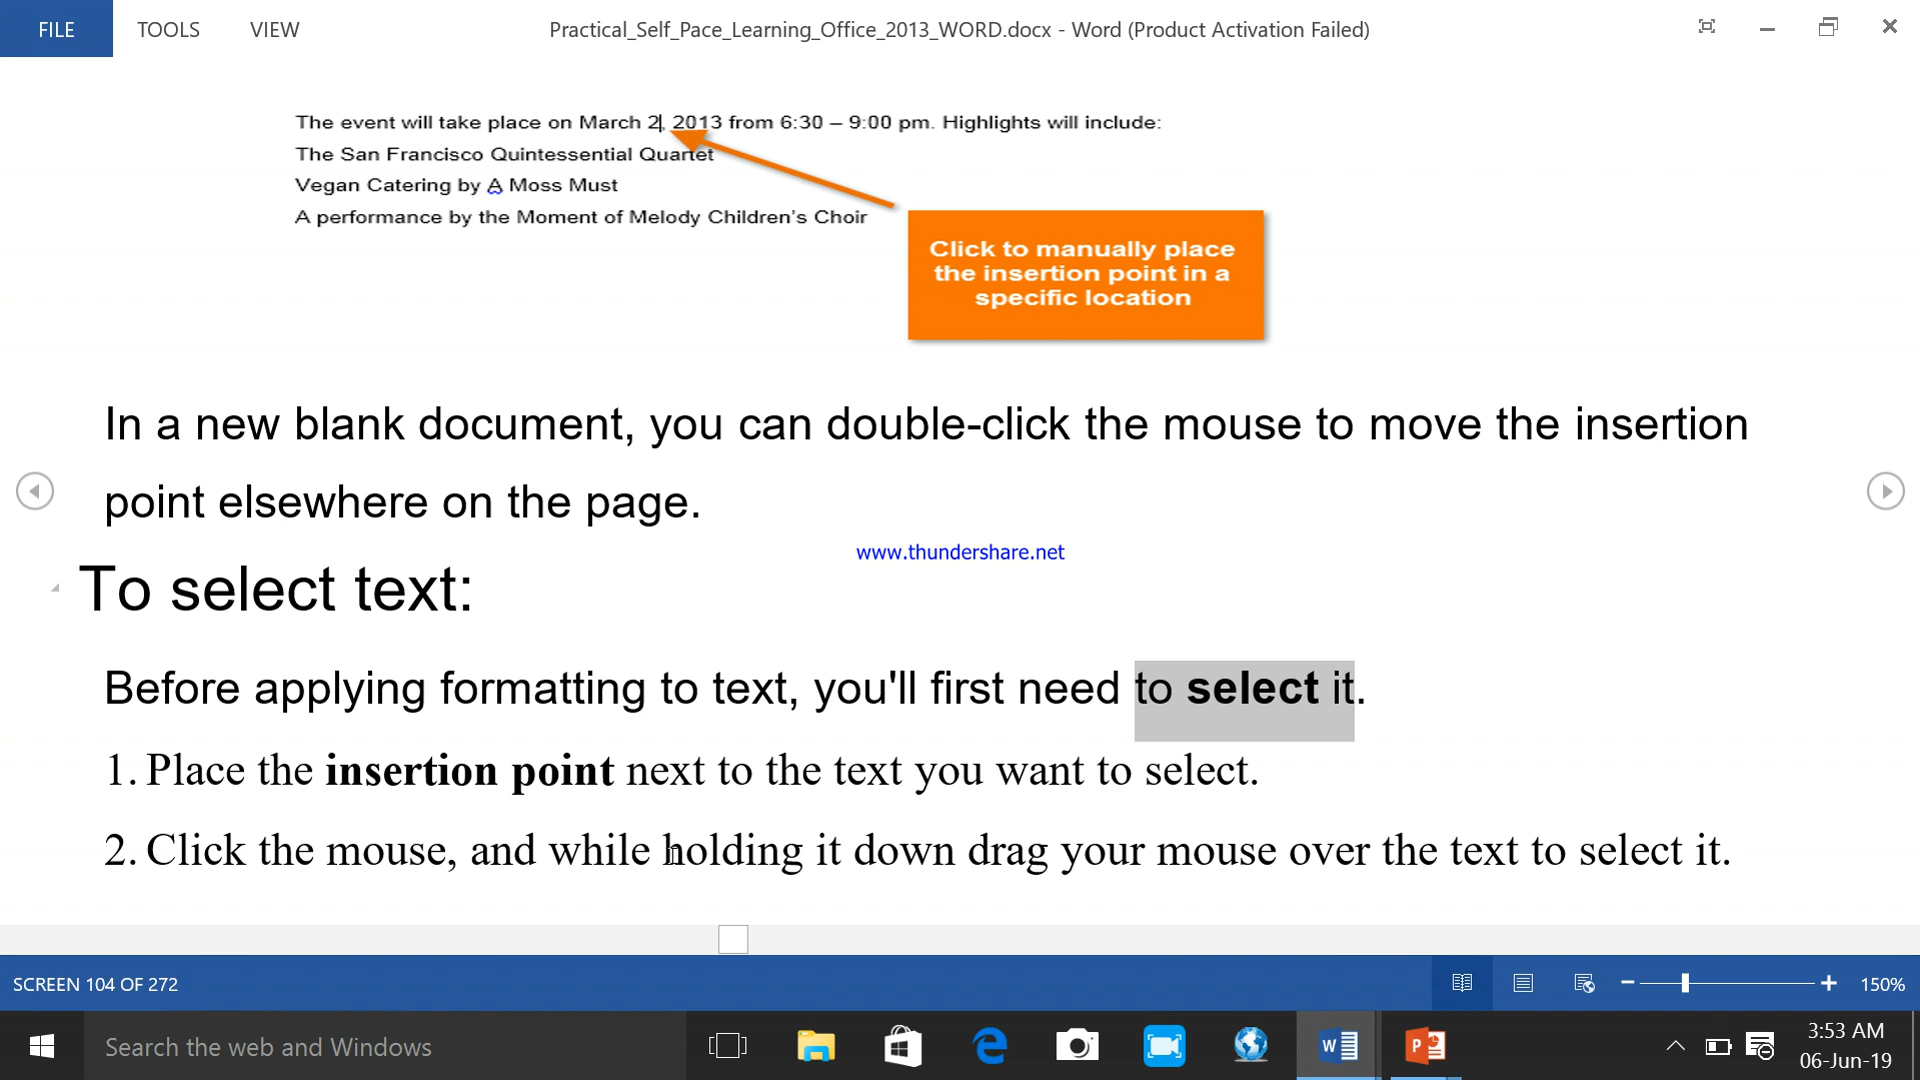 FILE TOOLS VIEW Practical_Self_Pace_Learning_Office_2013_WORD.docx - Word (Product Activation Failed)
The event will take place on March 2, 2013 from 6:30 – 9:00 pm. Highlights will include:
The San Francisco Quintessential Quartet
Vegan Catering by A Moss Must
A performance by the Moment of Melody Children's Choir
Click to manually place
the insertion point in a
specific location
In a new blank document, you can double-click the mouse to move the insertion
point elsewhere on the page.
www.thundershare.net
To select text:
Before applying formatting to text, you'll first need to select it.
1. Place the insertion point next to the text you want to select.
2. Click the mouse, and while holding it down drag your mouse over the text to select it.
SCREEN 104 OF 272 150%
Search the web and Windows
3:53 AM
06-Jun-19